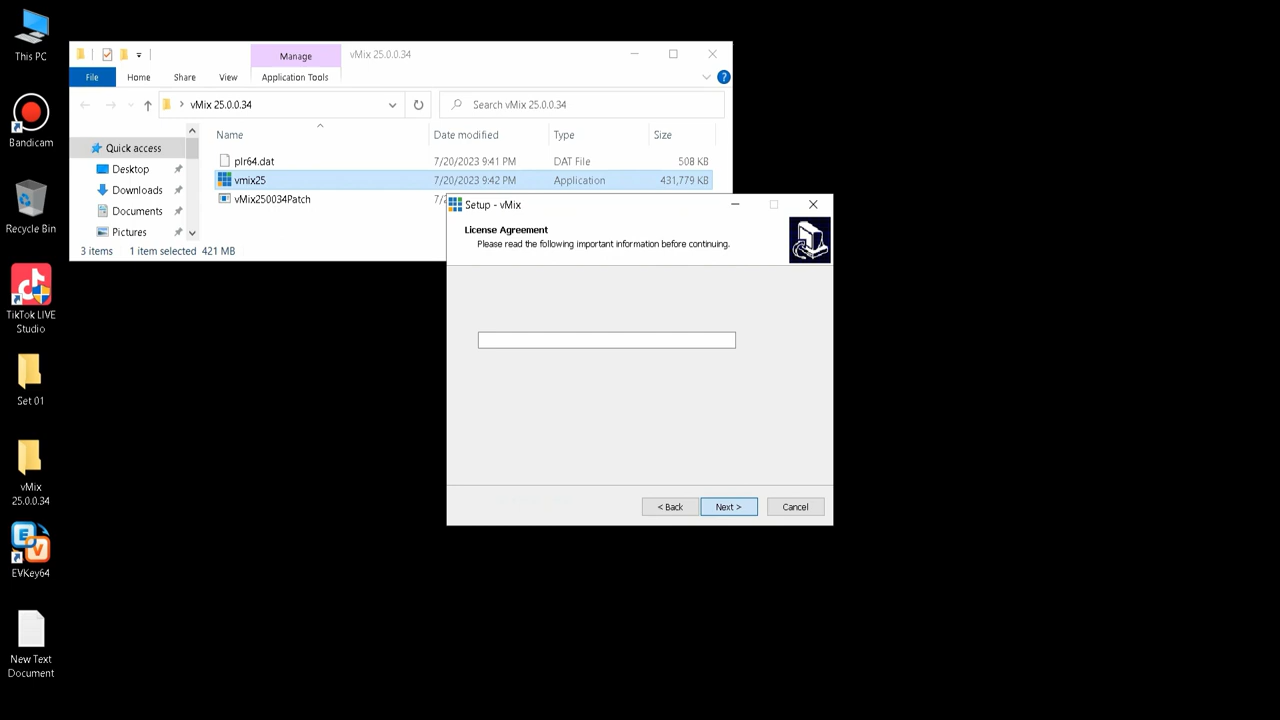 This PC
Bandicam
Recycle Bin
TikTok LIVE
Studio
Set 01
vMix
25.0.0.34
EVKey64
New Text
Document
Manage
vMix 25.0.0.34
File
Home
Share
View
Application Tools
vMix 25.0.0.34
Search vMix 25.0.0.34
Quick access
Desktop
Downloads
Documents
Pictures
Name
Date modified
Type
Size
plr64.dat
7/20/2023 9:41 PM
DAT File
508 KB
vmix25
7/20/2023 9:42 PM
Application
431,779 KB
vMix250034Patch
3 items
1 item selected 421 MB
Setup - vMix
License Agreement
Please read the following important information before continuing.
< Back
Next >
Cancel